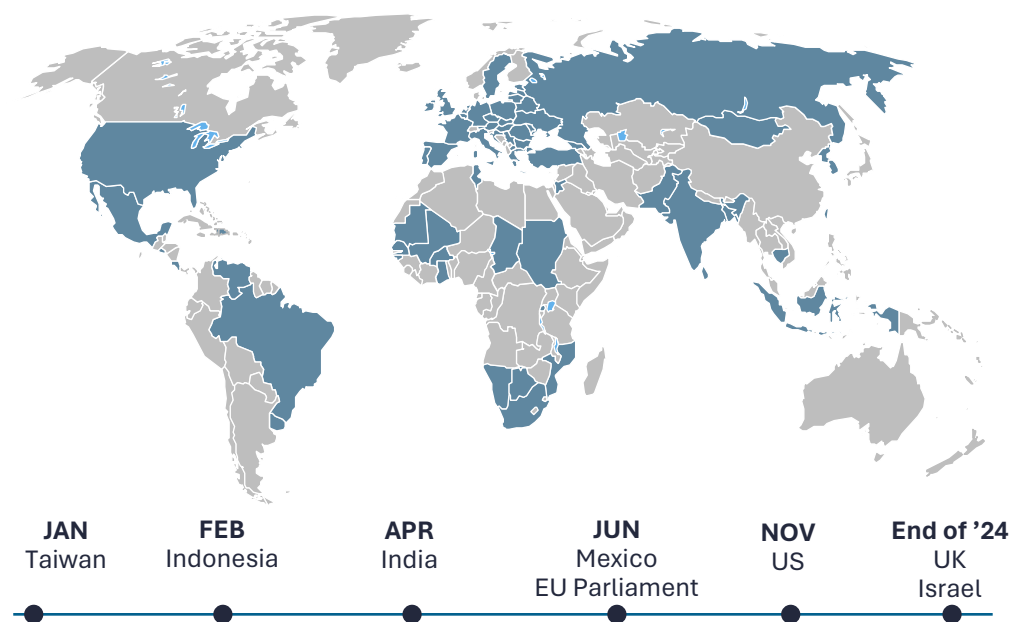 JAN
Taiwan
FEB
Indonesia
APR
India
JUN
Mexico
EU Parliament
NOV
US
End of ’24
UK
Israel